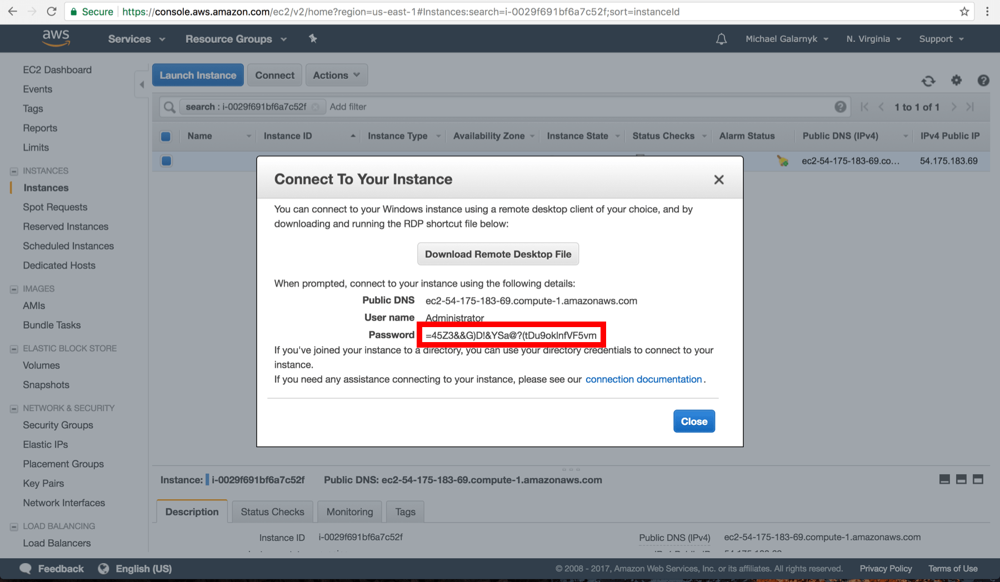 Secure https://console.aws.amazon.com/ec2/v2/home?region=us-east-1#Instances:search=i-0029f691bf6a7c52f;sort=instanceId
aws Services Resource Groups Michael Galarnyk N. Virginia Support
EC2 Dashboard
Events
Tags
Reports
Limits
INSTANCES
Instances
Spot Requests
Reserved Instances
Scheduled Instances
Dedicated Hosts
IMAGES
AMIs
Bundle Tasks
ELASTIC BLOCK STORE
Volumes
Snapshots
NETWORK & SECURITY
Security Groups
Elastic IPs
Placement Groups
Key Pairs
Network Interfaces
LOAD BALANCING
Load Balancers
Launch Instance Connect Actions
search : i-0029f691bf6a7c52f Add filter 1 to 1 of 1
Name Instance ID Instance Type Availability Zone Instance State Status Checks Alarm Status Public DNS (IPv4) IPv4 Public IP
ec2-54-175-183-69.co... 54.175.183.69
Connect To Your Instance
You can connect to your Windows instance using a remote desktop client of your choice, and by
downloading and running the RDP shortcut file below:
Download Remote Desktop File
When prompted, connect to your instance using the following details:
Public DNS ec2-54-175-183-69.compute-1.amazonaws.com
User name Administrator
Password =45Z3&&G)D!&YSa@?(tDu9oklnfVF5vm
If you've joined your instance to a directory, you can use your directory credentials to connect to your
instance.
If you need any assistance connecting to your instance, please see our connection documentation.
Close
Instance: i-0029f691bf6a7c52f Public DNS: ec2-54-175-183-69.compute-1.amazonaws.com
Description Status Checks Monitoring Tags
Instance ID i-0029f691bf6a7c52f Public DNS (IPv4) ec2-54-175-183-69.compute-1.amazonaws.com
Feedback English (US) © 2008 - 2017, Amazon Web Services, Inc. or its affiliates. All rights reserved. Privacy Policy Terms of Use